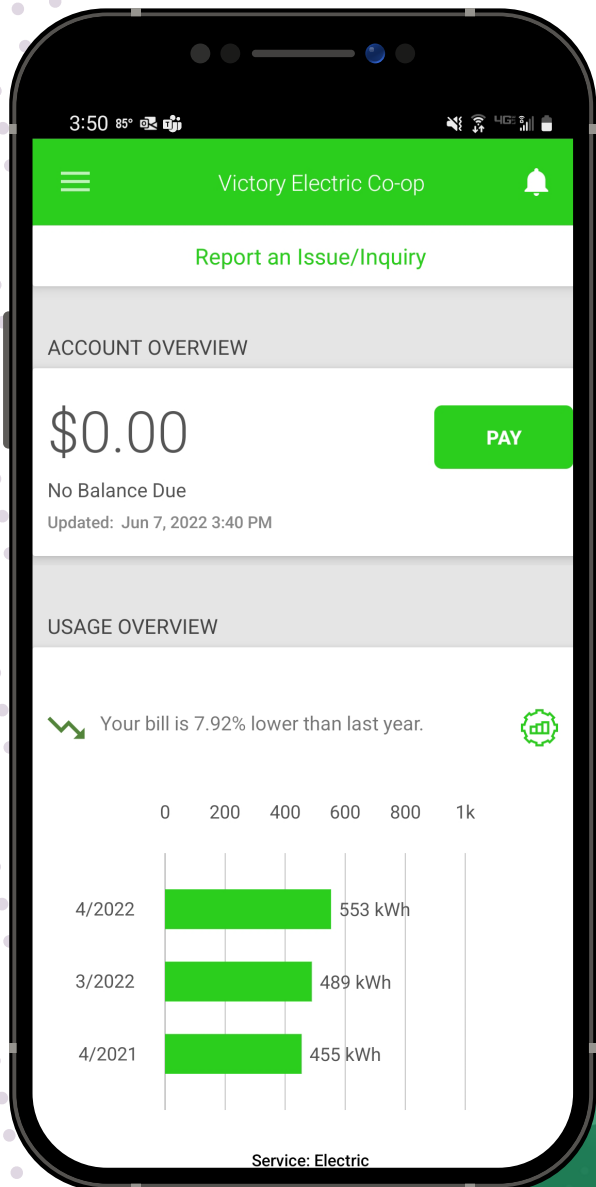 3:50 85°
4G
Victory Electric Co-op
Report an Issue/Inquiry
ACCOUNT OVERVIEW
$0.00
PAY
No Balance Due
Updated: Jun 7, 2022 3:40 PM
USAGE OVERVIEW
Your bill is 7.92% lower than last year.
0 200 400 600 800 1k
4/2022 553 kWh
3/2022 489 kWh
4/2021 455 kWh
Service: Electric